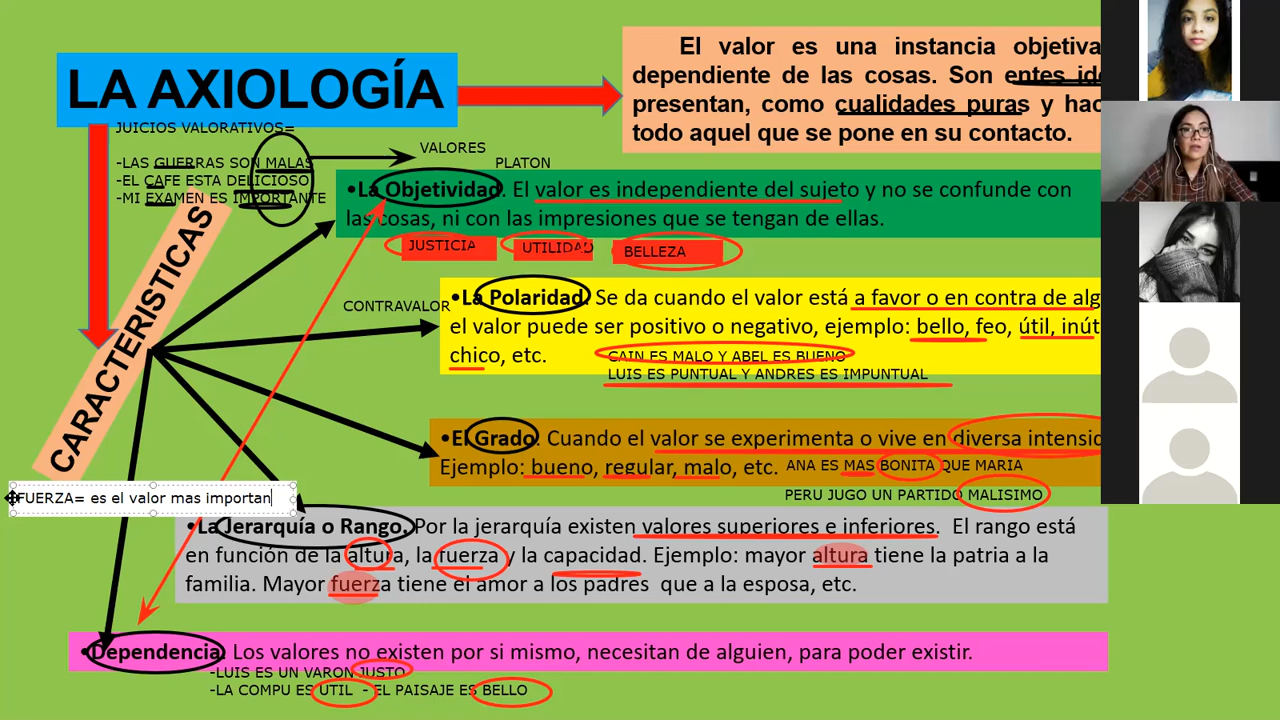 El valor es una instancia objetiva
LA AXIOLOGÍA
dependiente de las cosas. Son entes ide
presentan, como cualidades puras y hac
todo aquel que se pone en su contacto.
JUICIOS VALORATIVOS=
-LAS GUERRAS SON MALAS
-EL CAFE ESTA DELICIOSO
-MI EXAMEN ES IMPORTANTE
VALORES
PLATON
•La Objetividad. El valor es independiente del sujeto y no se confunde con
las cosas, ni con las impresiones que se tengan de ellas.
JUSTICIA
UTILIDAD
BELLEZA
CARACTERISTICAS
CONTRAVALOR
•La Polaridad. Se da cuando el valor está a favor o en contra de alg
el valor puede ser positivo o negativo, ejemplo: bello, feo, útil, inút
chico, etc.
CAIN ES MALO Y ABEL ES BUENO
LUIS ES PUNTUAL Y ANDRES ES IMPUNTUAL
•El Grado. Cuando el valor se experimenta o vive en diversa intensid
Ejemplo: bueno, regular, malo, etc.
ANA ES MAS BONITA QUE MARIA
PERU JUGO UN PARTIDO MALISIMO
FUERZA= es el valor mas importan
•La Jerarquía o Rango. Por la jerarquía existen valores superiores e inferiores. El rango está
en función de la altura, la fuerza y la capacidad. Ejemplo: mayor altura tiene la patria a la
familia. Mayor fuerza tiene el amor a los padres que a la esposa, etc.
•Dependencia. Los valores no existen por si mismo, necesitan de alguien, para poder existir.
-LUIS ES UN VARON JUSTO
-LA COMPU ES UTIL - EL PAISAJE ES BELLO